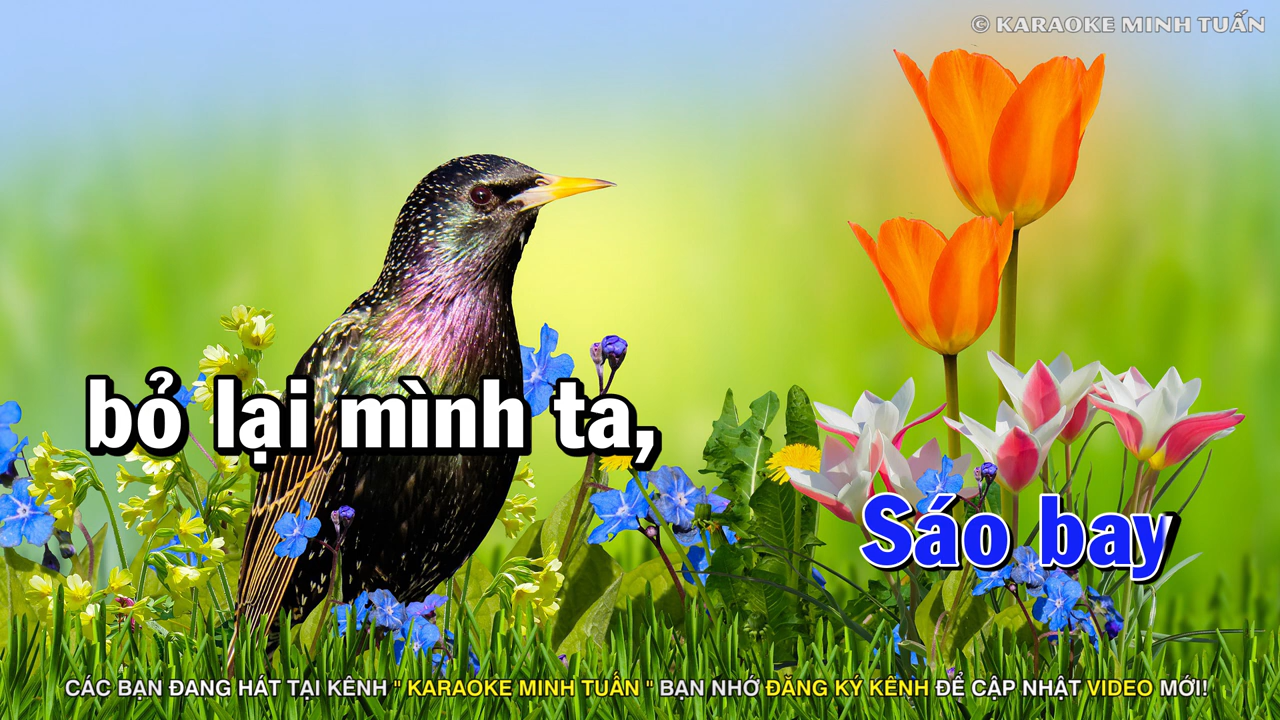 © KARAOKE MINH TUẤN
bỏ lại mình ta,
Sáo bay
CÁC BẠN ĐANG HÁT TẠI KÊNH " KARAOKE MINH TUẤN " BẠN NHỚ ĐĂNG KÝ KÊNH ĐỂ CẬP NHẬT VIDEO MỚI!